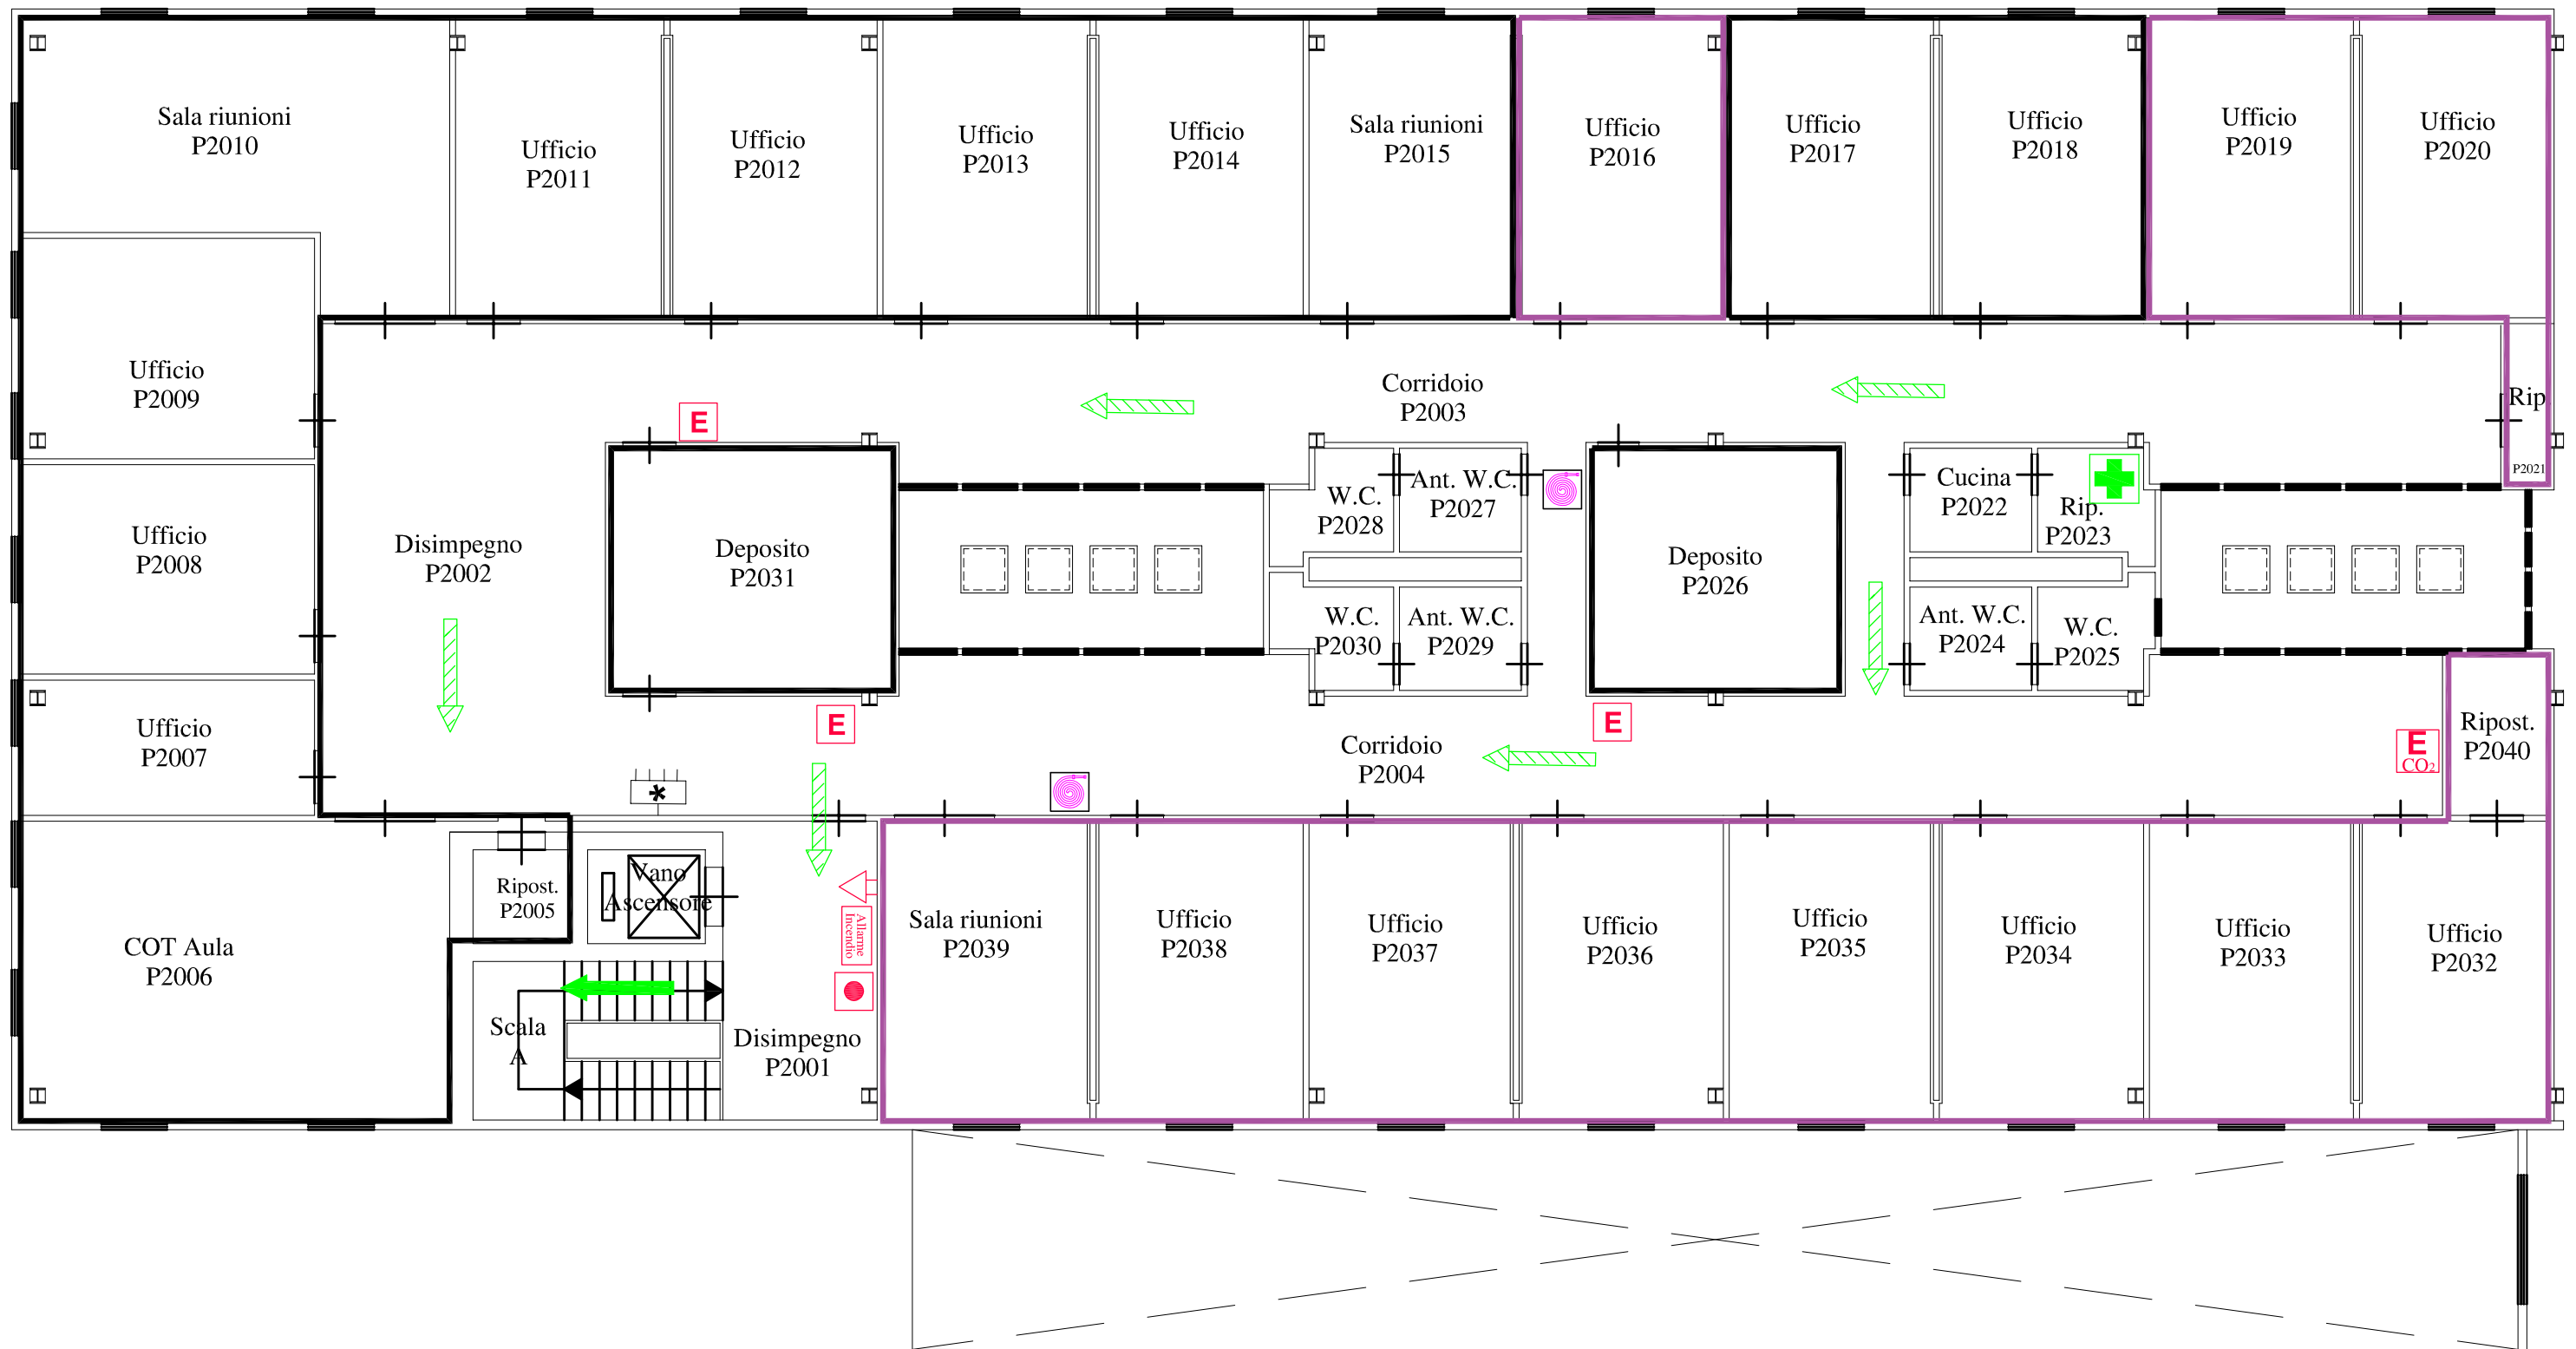 Sala riunioni
P2010
Ufficio
P2011
Ufficio
P2012
Ufficio
P2013
Ufficio
P2014
Sala riunioni
P2015
Ufficio
P2016
Ufficio
P2017
Ufficio
P2018
Ufficio
P2019
Ufficio
P2020
Ufficio
P2009
Corridoio
P2003
Rip.
P2021
E
Ufficio
P2008
Disimpegno
P2002
Deposito
P2031
W.C.
P2028
Ant. W.C.
P2027
Deposito
P2026
Cucina
P2022
Rip.
P2023
W.C.
P2030
Ant. W.C.
P2029
Ant. W.C.
P2024
W.C.
P2025
Ufficio
P2007
E
Corridoio
P2004
E
E
CO2
Ripost.
P2040
*
COT Aula
P2006
Ripost.
P2005
Vano
Ascensore
Allarme
Incendio
Scala
A
Disimpegno
P2001
Sala riunioni
P2039
Ufficio
P2038
Ufficio
P2037
Ufficio
P2036
Ufficio
P2035
Ufficio
P2034
Ufficio
P2033
Ufficio
P2032